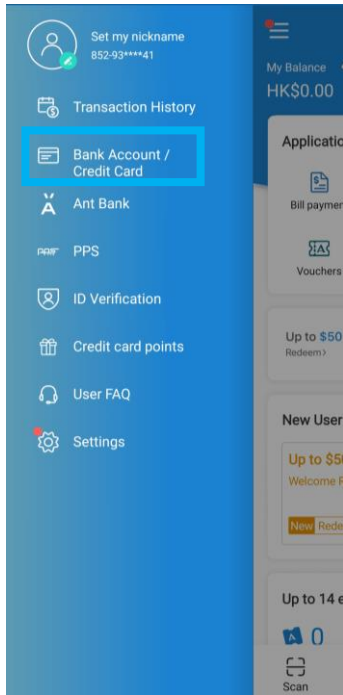 Set my nickname
852-93****41
Transaction History
Bank Account /
Credit Card
Ant Bank
PPS
PPS
ID Verification
Credit card points
User FAQ
Settings
My Balance
HK$0.00
Applicatio
Bill paymen
Vouchers
Up to $50
Redeem>
New User
Up to $5
Welcome
New Rede
Up to 14 e
0
Scan